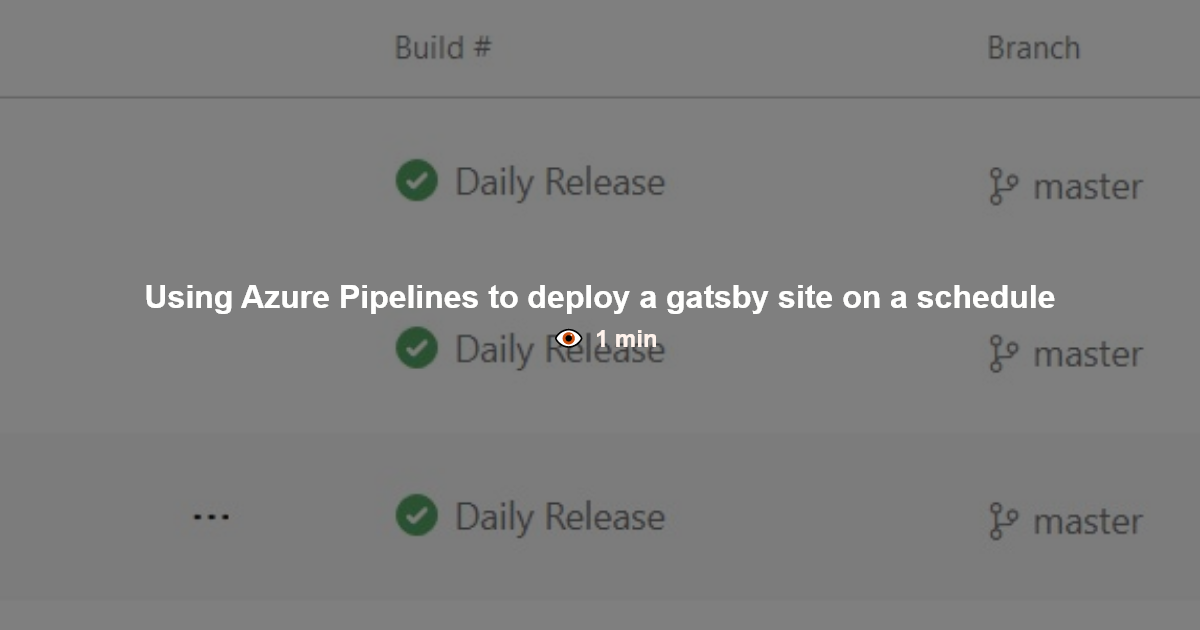 Build # Branch
Daily Release master
Using Azure Pipelines to deploy a gatsby site on a schedule
1 min
Daily Release master
... Daily Release master